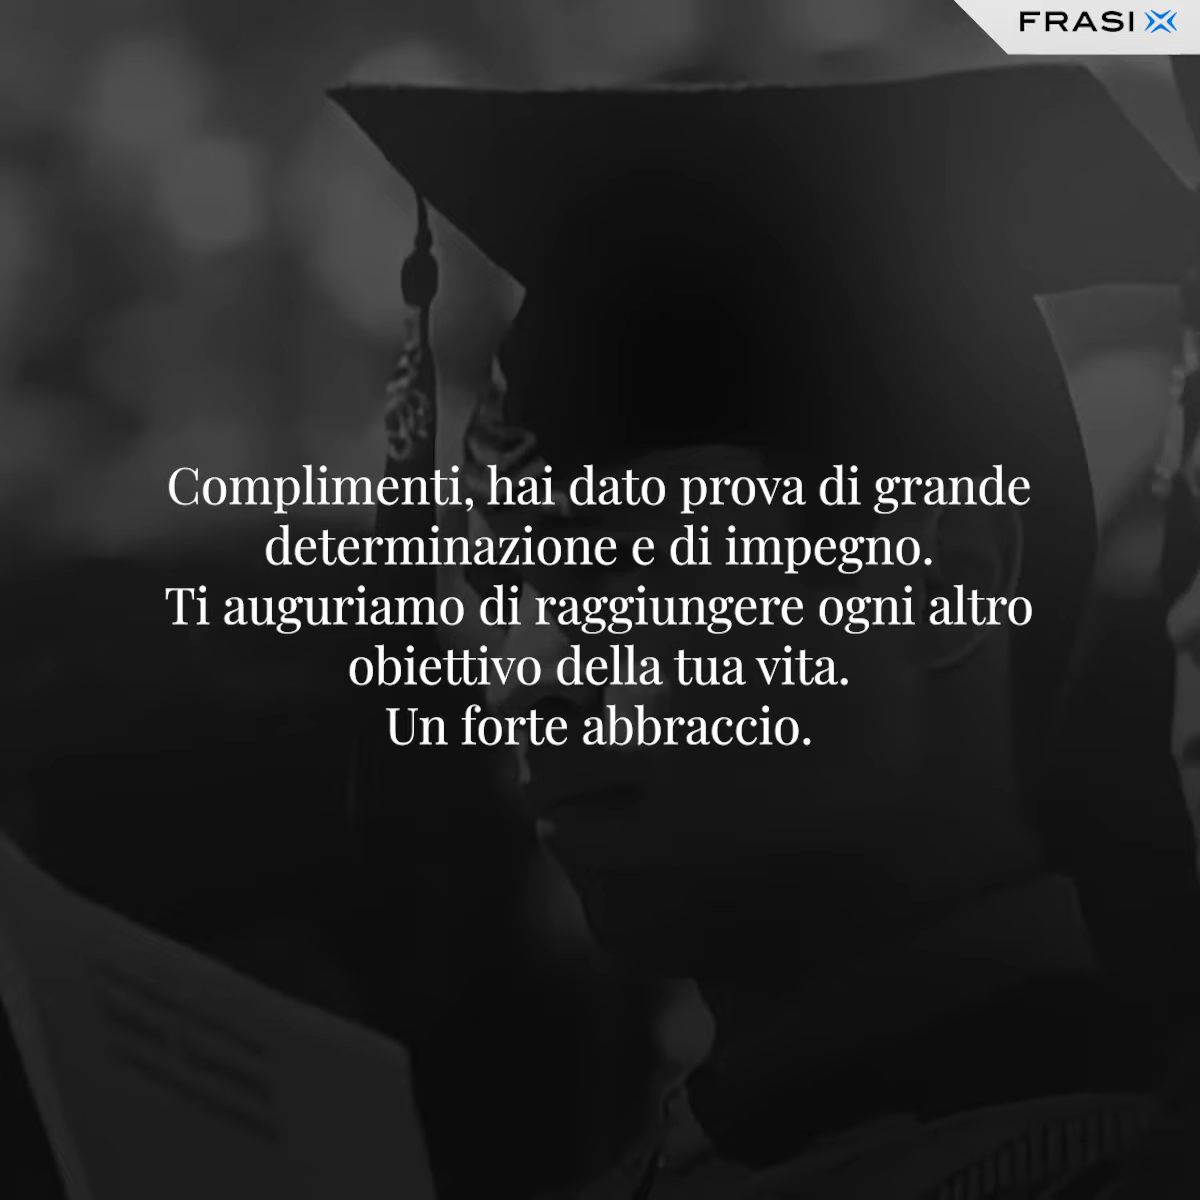 FRASI
Complimenti, hai dato prova di grande
determinazione e di impegno.
Ti auguriamo di raggiungere ogni altro
obiettivo della tua vita.
Un forte abbraccio.